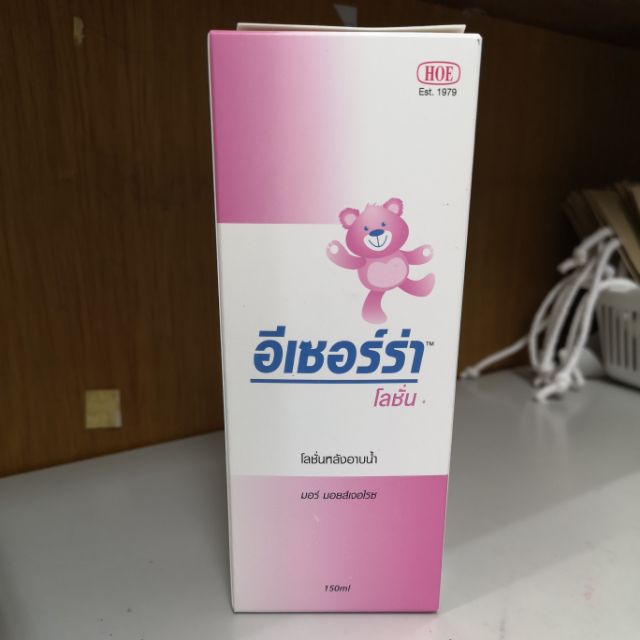 HOE
Est. 1979
อีเซอร์ร่า™
โลชั่น
โลชั่นหลังอาบน้ำ
มอร์ มอยส์เจอไรซ
150ml